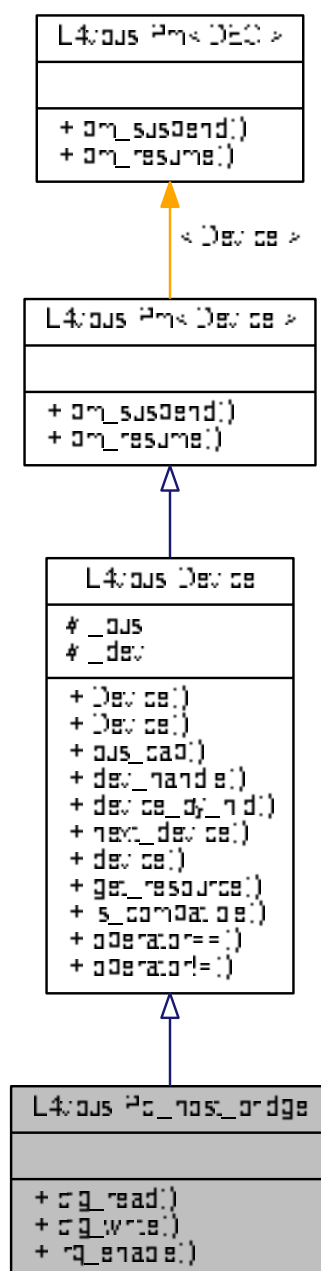 L4vbus::Pm< DEC >
+ pm_suspend()
+ pm_resume()
< Device >
L4vbus::Pm< Device >
+ pm_suspend()
+ pm_resume()
L4vbus::Device
# _bus
# _dev
+ Device()
+ Device()
+ bus_cap()
+ dev_handle()
+ device_by_hid()
+ next_device()
+ device()
+ get_resource()
+ is_compatible()
+ operator==()
+ operator!=()
L4vbus::Pci_host_bridge
+ cfg_read()
+ cfg_write()
+ irq_enable()